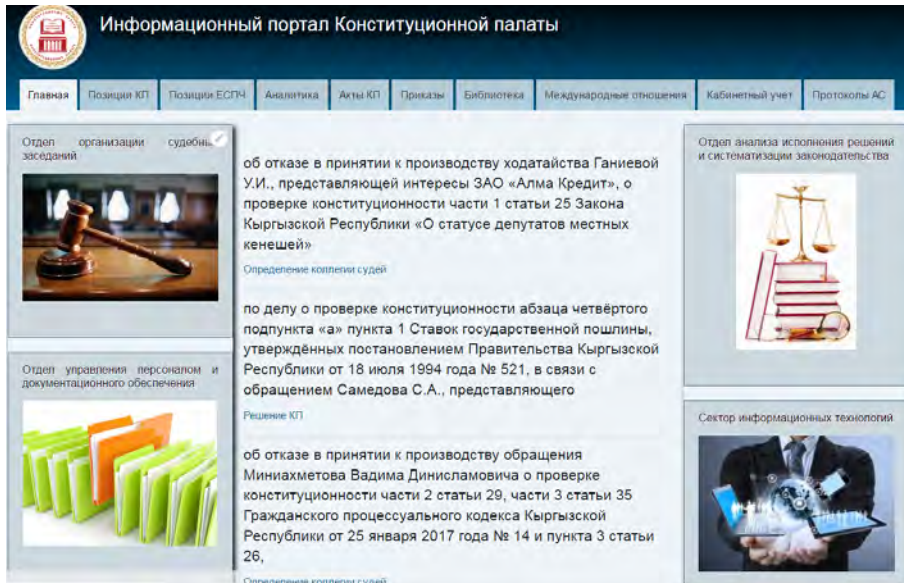 Информационный портал Конституционной палаты
Главная
Позиции КП
Позиции ЕСПЧ
Аналитика
Акты КП
Приказы
Библиотека
Международные отношения
Кабинетный учет
Протоколы АС
Отдел организации
заседаний
об отказе в принятии к производству ходатайства Ганиевой
У.И., представляющей интересы ЗАО «Алма Кредит», о
проверке конституционности части 1 статьи 25 Закона
Кыргызской Республики «О статусе депутатов местных
кенешей»
Определение коллегии судей
по делу о проверке конституционности абзаца четвёртого
подпункта «а» пункта 1 Ставок государственной пошлины,
утверждённых постановлением Правительства Кыргызской
Республики от 18 июля 1994 года № 521, в связи с
обращением Самедова С.А., представляющего
Решение КП
об отказе в принятии к производству обращения
Миниахметова Вадима Динисламовича о проверке
конституционности части 2 статьи 29, части 3 статьи 35
Гражданского процессуального кодекса Кыргызской
Республики от 25 января 2017 года № 14 и пункта 3 статьи
26,
Определение коллегии судей
Отдел управления персоналом и
документационного обеспечения
Отдел анализа исполнения решений
и систематизации законодательства
Сектор информационных технологий